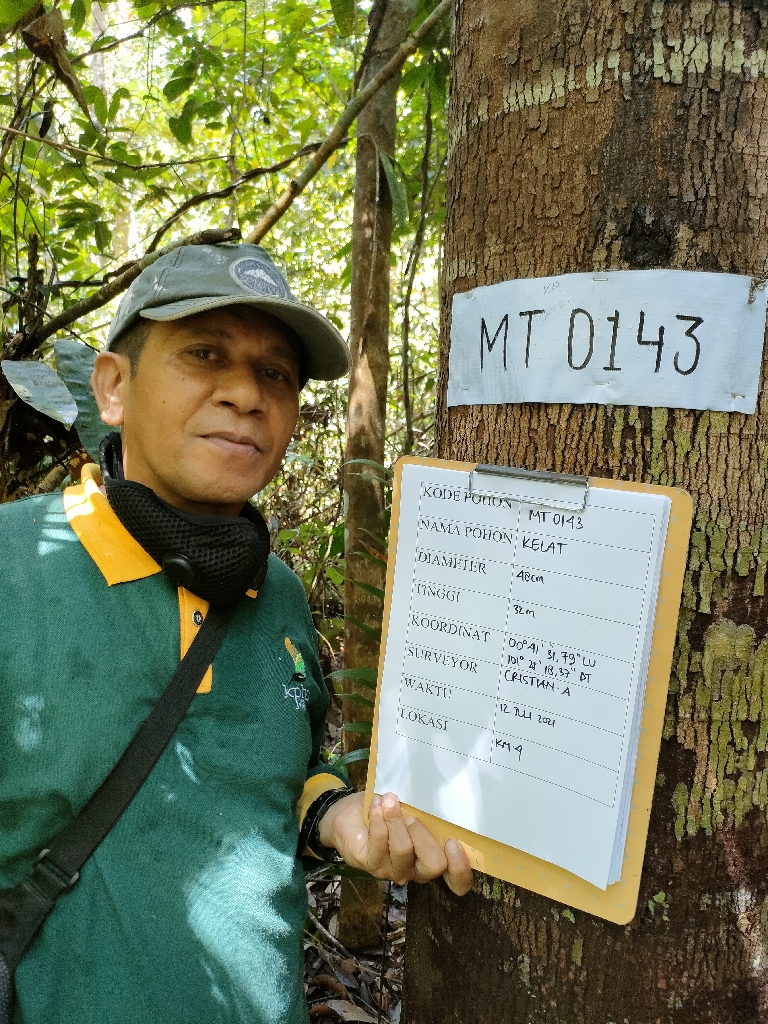 MT 0143
KODE POHON MT 0143
NAMA POHON KELAT
DIAMETER 48cm
TINGGI 32m
KOORDINAT 00° 41' 31,79" LU
101° 21' 18,37" BT
SURVEYOR CRISTIAN A
WAKTU 12 JULI 2021
LOKASI KM 4